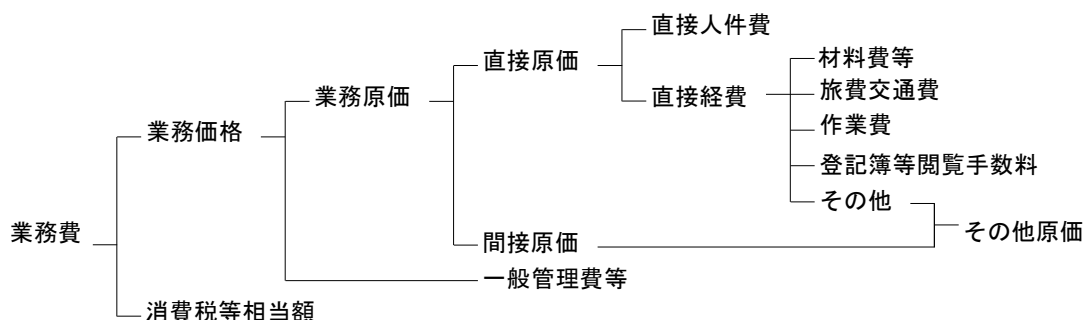 直接人件費
直接原価
材料費等
直接経費
旅費交通費
業務原価
作業費
業務価格
登記簿等閲覧手数料
その他
業務費
その他原価
間接原価
一般管理費等
消費税等相当額